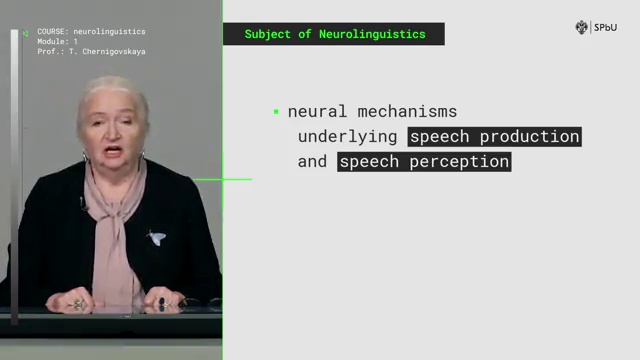 COURSE: neurolinguistics
Module: 1
Prof.: T. Chernigovskaya
Subject of Neurolinguistics
SPbU
neural mechanisms
underlying speech production
and speech perception